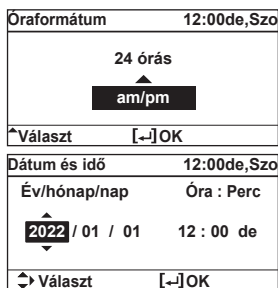 Óraformátum 12:00de,Szo
24 órás
am/pm
Választ [↵]OK
Dátum és idő 12:00de,Szo
Év/hónap/nap Óra : Perc
2022 / 01 / 01 12 : 00 de
Választ [↵]OK